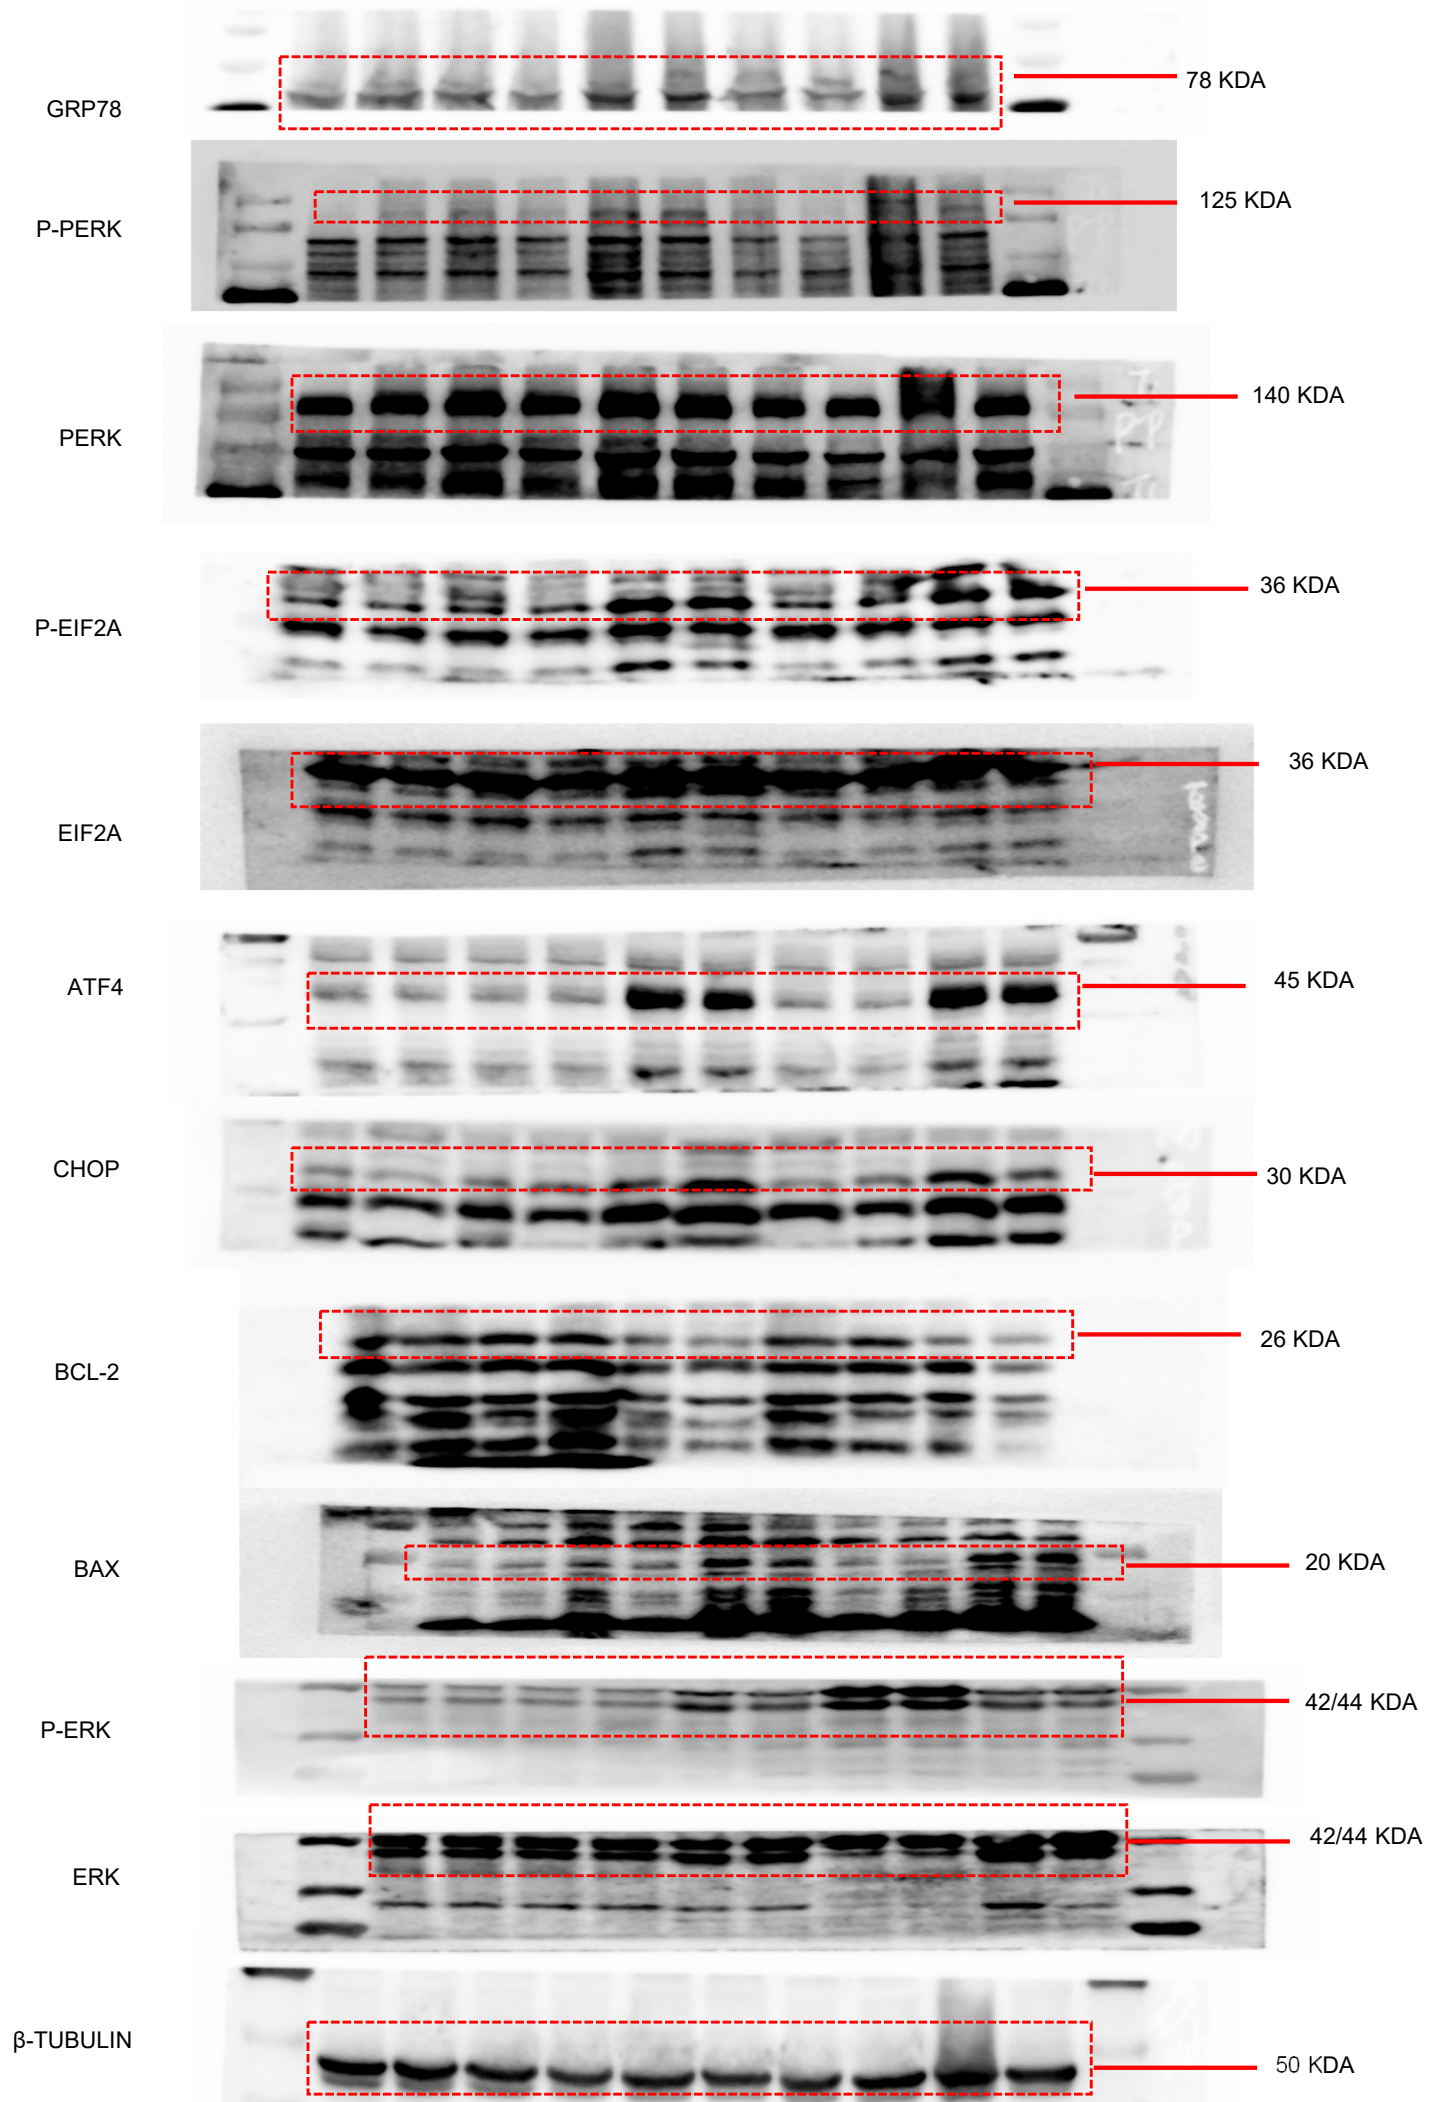 GRP78
78 KDA
P-PERK
125 KDA
PERK
140 KDA
P-EIF2A
36 KDA
EIF2A
36 KDA
ATF4
45 KDA
CHOP
30 KDA
BCL-2
26 KDA
BAX
20 KDA
P-ERK
42/44 KDA
ERK
42/44 KDA
β-TUBULIN
50 KDA